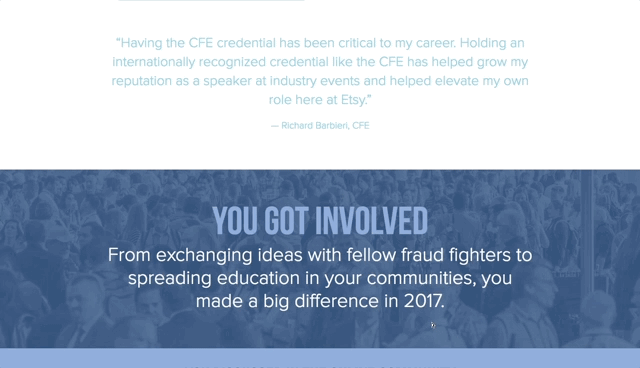 “Having the CFE credential has been critical to my career. Holding an
internationally recognized credential like the CFE has helped grow my
reputation as a speaker at industry events and helped elevate my own
role here at Etsy.”
— Richard Barbieri, CFE
YOU GOT INVOLVED
From exchanging ideas with fellow fraud fighters to
spreading education in your communities, you
made a big difference in 2017.